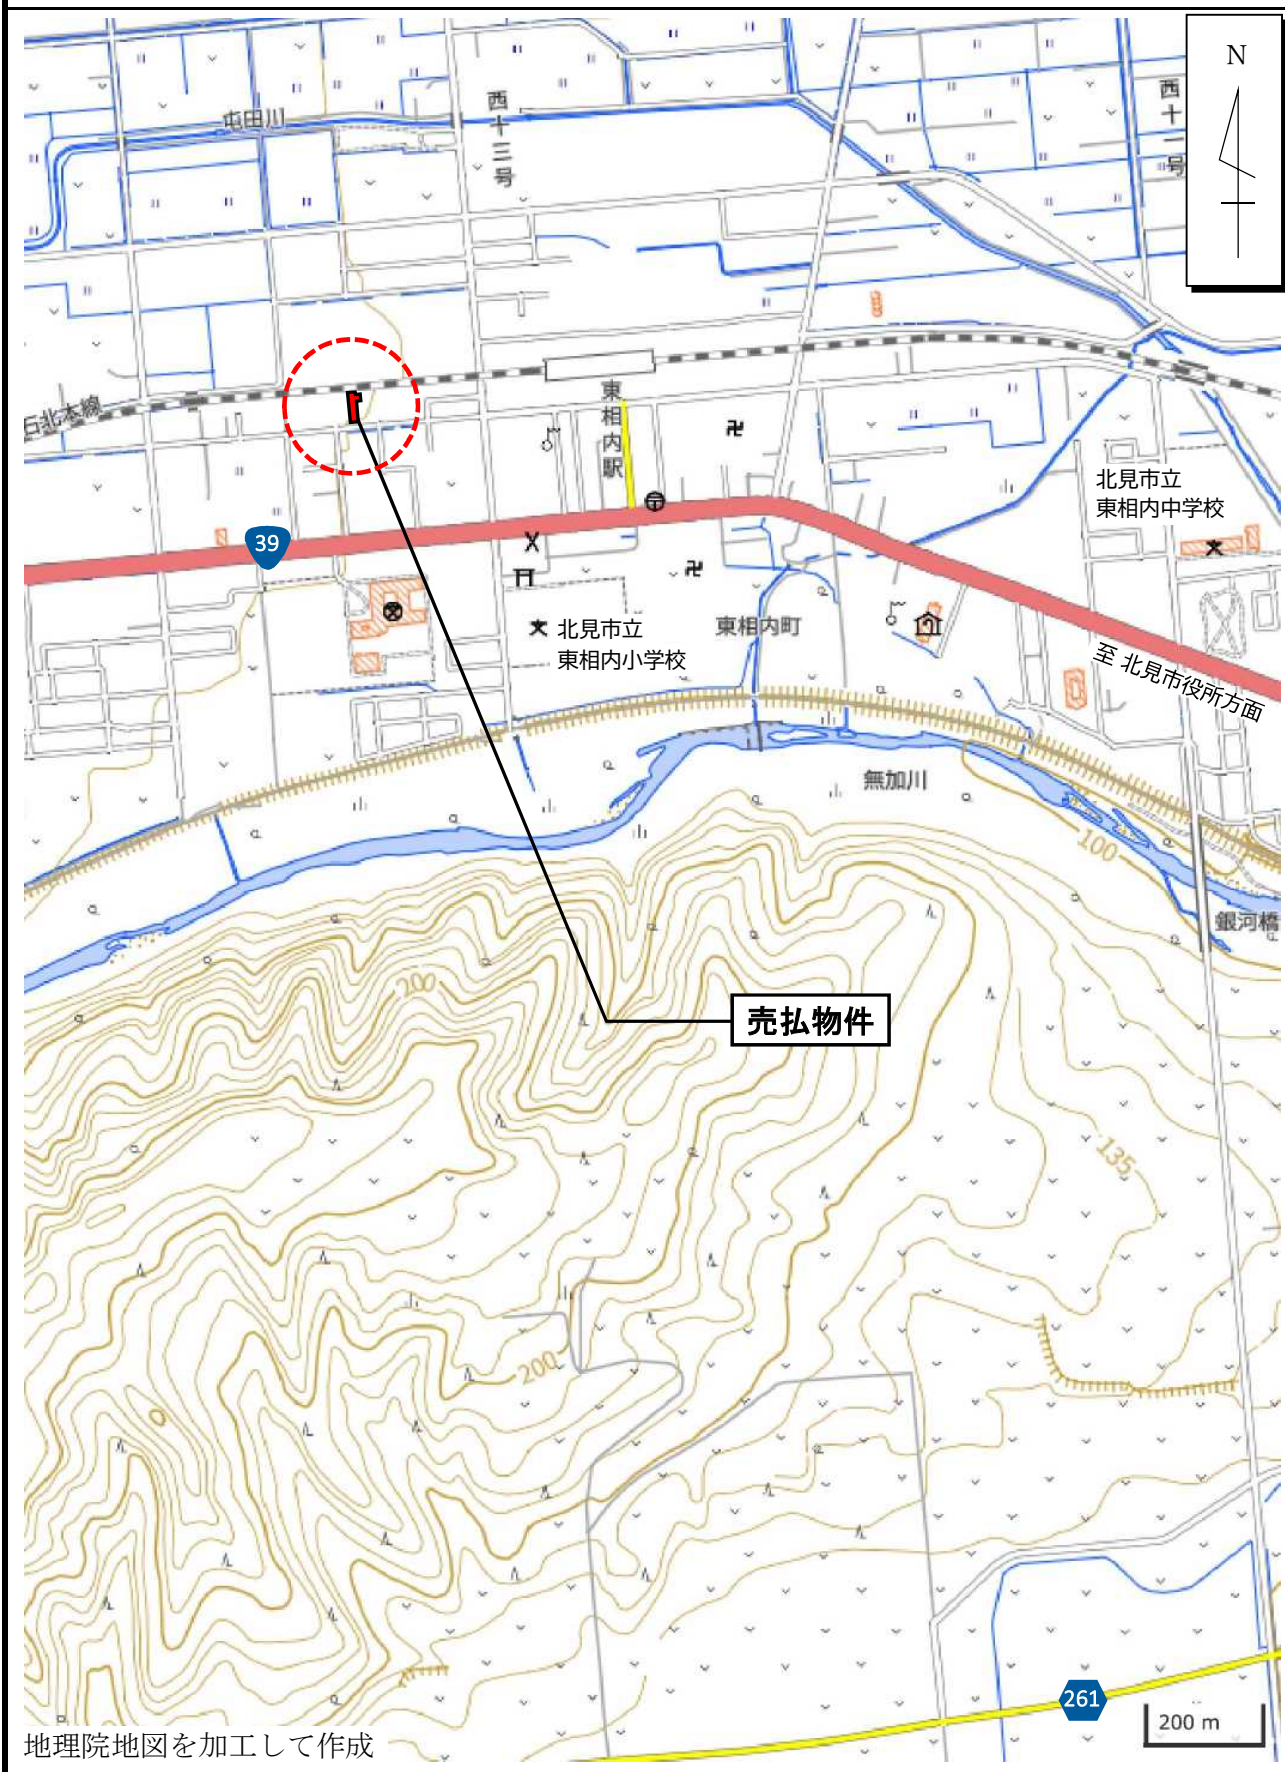 N
西十三号
西十一号
屯田川
石北本線
東相内駅
北見市立
東相内中学校
39
北見市立
東相内小学校
東相内町
至 北見市役所方面
無加川
100
銀河橋
200
売払物件
135
200
261
200 m
地理院地図を加工して作成